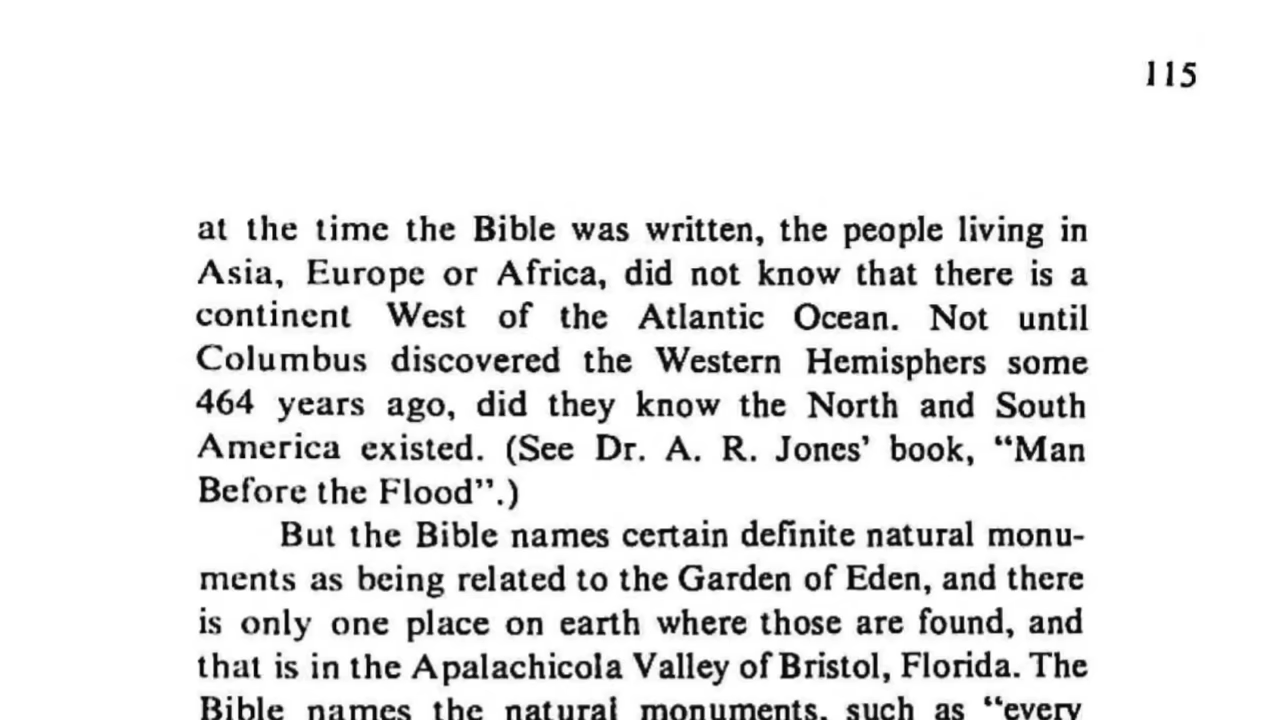 115
at the time the Bible was written, the people living in
Asia, Europe or Africa, did not know that there is a
continent West of the Atlantic Ocean. Not until
Columbus discovered the Western Hemisphers some
464 years ago, did they know the North and South
America existed. (See Dr. A. R. Jones’ book, “Man
Before the Flood”.)
But the Bible names certain definite natural monu-
ments as being related to the Garden of Eden, and there
is only one place on earth where those are found, and
that is in the Apalachicola Valley of Bristol, Florida. The
Bible names the natural monuments, such as “every